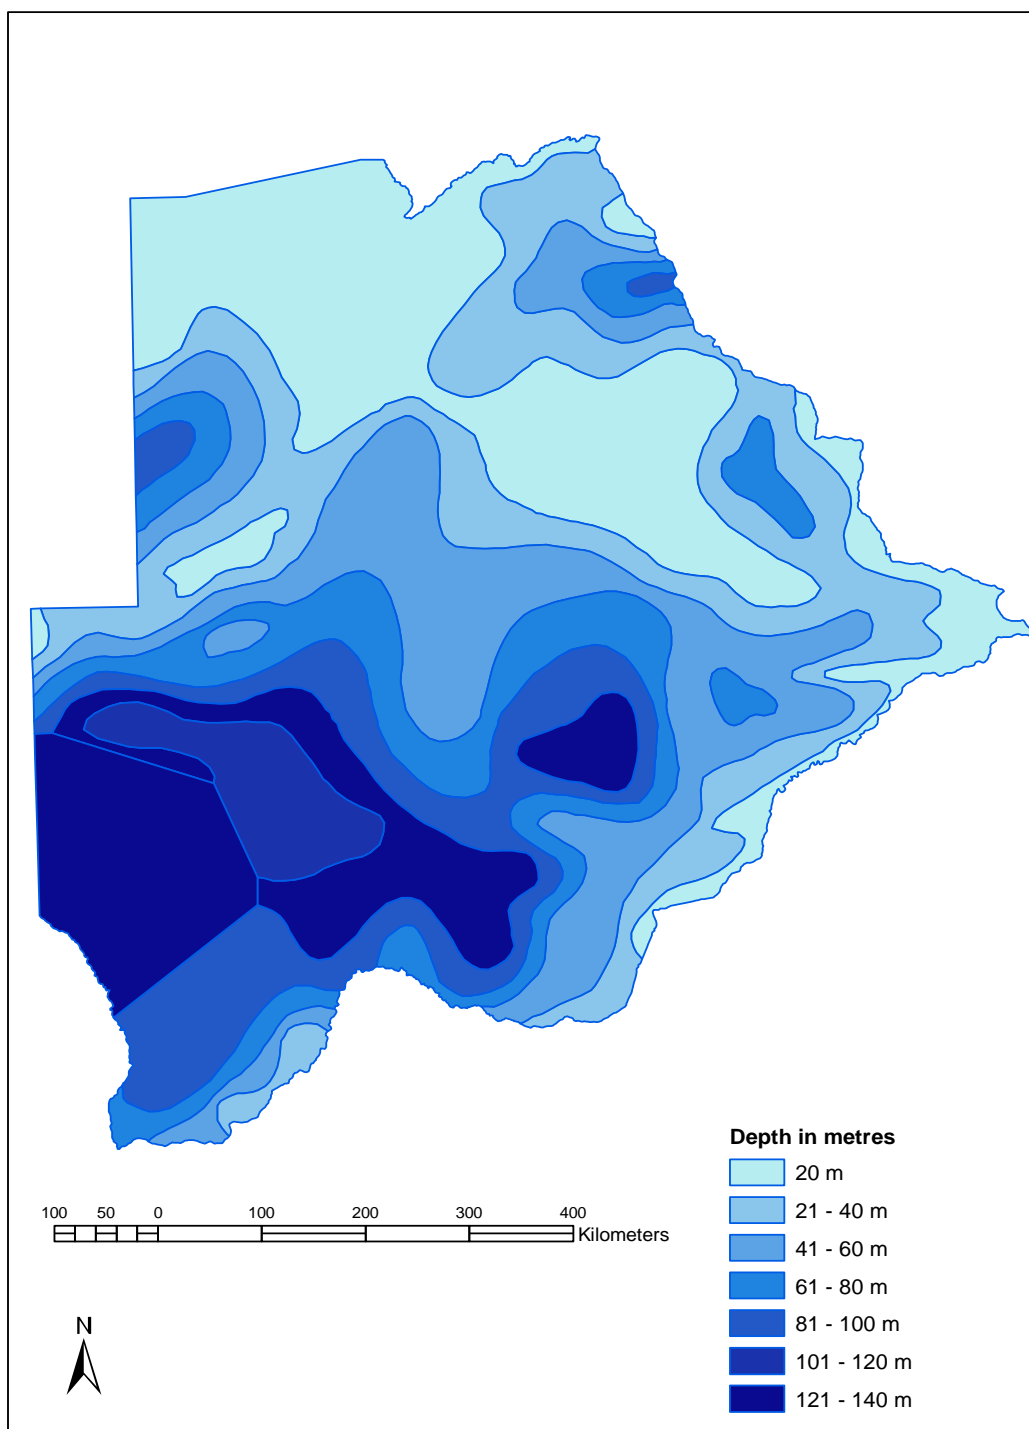 100 50 0 100 200 300 400
Kilometers
N
Depth in metres
20 m
21 - 40 m
41 - 60 m
61 - 80 m
81 - 100 m
101 - 120 m
121 - 140 m